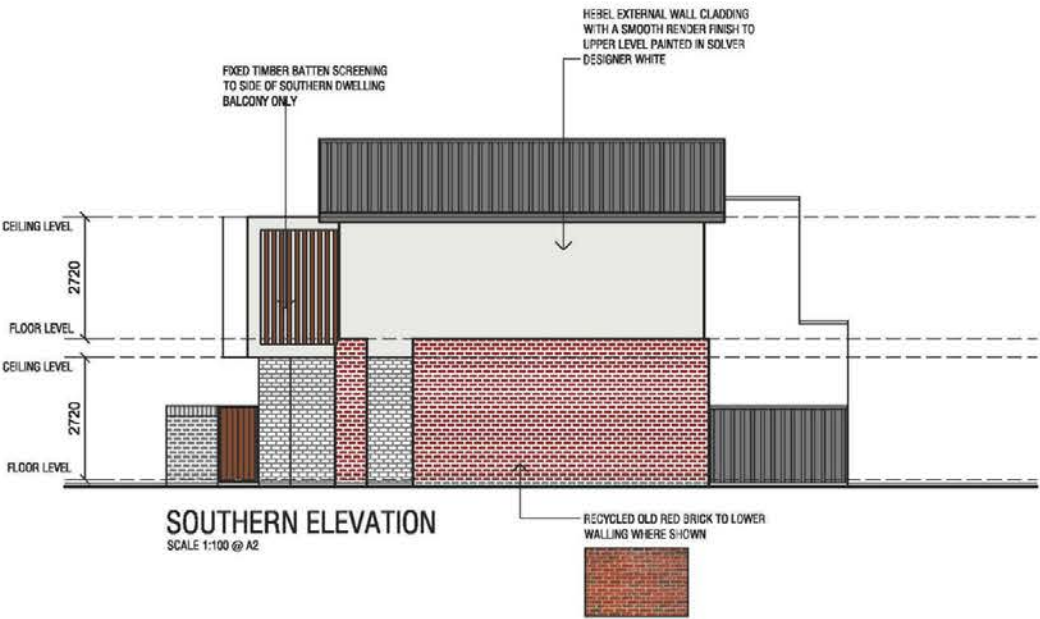 HEBEL EXTERNAL WALL CLADDING
WITH A SMOOTH RENDER FINISH TO
UPPER LEVEL PAINTED IN SOLVER
DESIGNER WHITE
FIXED TIMBER BATTEN SCREENING
TO SIDE OF SOUTHERN DWELLING
BALCONY ONLY
CEILING LEVEL
2720
FLOOR LEVEL
CEILING LEVEL
2720
FLOOR LEVEL
SOUTHERN ELEVATION
SCALE 1:100 @ A2
RECYCLED OLD RED BRICK TO LOWER
WALLING WHERE SHOWN